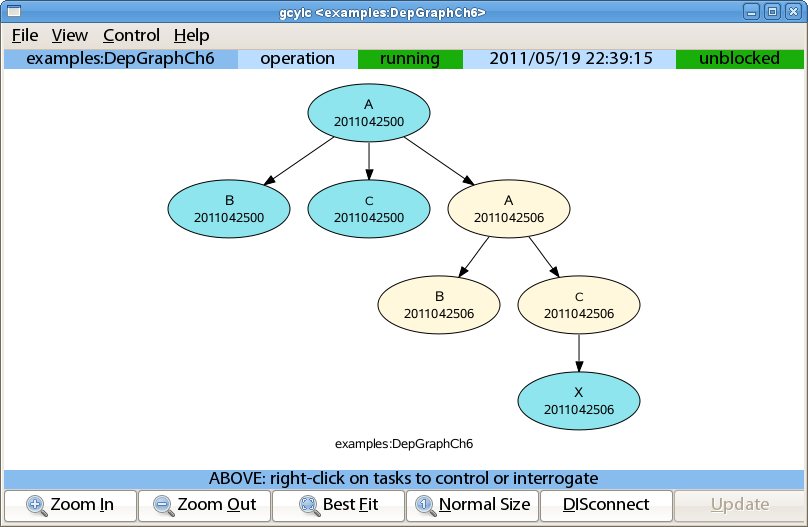 gcylc <examples:DepGraphCh6>
File View Control Help
examples:DepGraphCh6 operation running 2011/05/19 22:39:15 unblocked
A
2011042500
B
2011042500
C
2011042500
A
2011042506
B
2011042506
C
2011042506
X
2011042506
examples:DepGraphCh6
ABOVE: right-click on tasks to control or interrogate
Zoom In Zoom Out Best Fit 1 Normal Size DISconnect Update